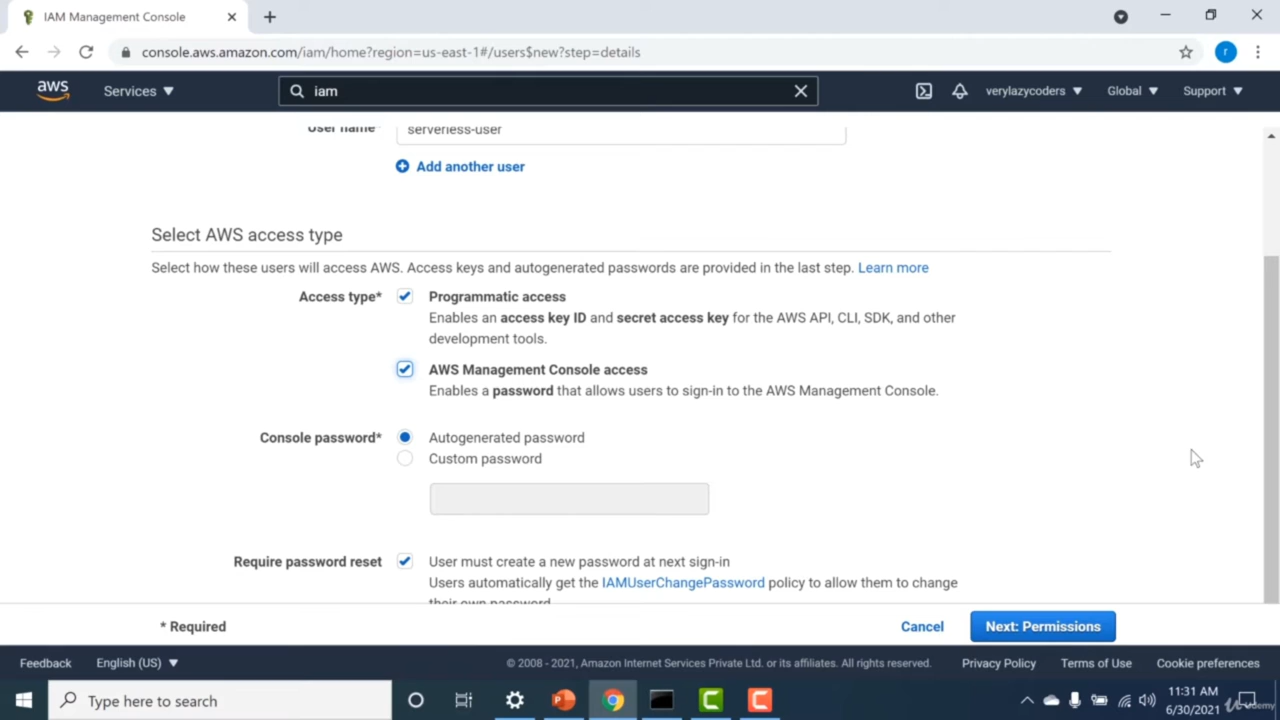 IAM Management Console
console.aws.amazon.com/iam/home?region=us-east-1#/users$new?step=details
r
aws
Services
iam
verylazycoders
Global
Support
User name*
serverless-user
Add another user
Select AWS access type
Select how these users will access AWS. Access keys and autogenerated passwords are provided in the last step. Learn more
Access type*
Programmatic access
Enables an access key ID and secret access key for the AWS API, CLI, SDK, and other
development tools.
AWS Management Console access
Enables a password that allows users to sign-in to the AWS Management Console.
Console password*
Autogenerated password
Custom password
Require password reset
User must create a new password at next sign-in
Users automatically get the IAMUserChangePassword policy to allow them to change
their own password
* Required
Cancel
Next: Permissions
Feedback
English (US)
© 2008 - 2021, Amazon Internet Services Private Ltd. or its affiliates. All rights reserved.
Privacy Policy
Terms of Use
Cookie preferences
Type here to search
11:31 AM
6/30/2021
Udemy